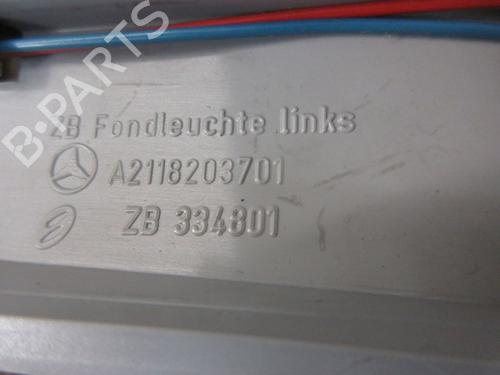 ZB Fondleuchte links
A2118203701
ZB 334801
B-PARTS